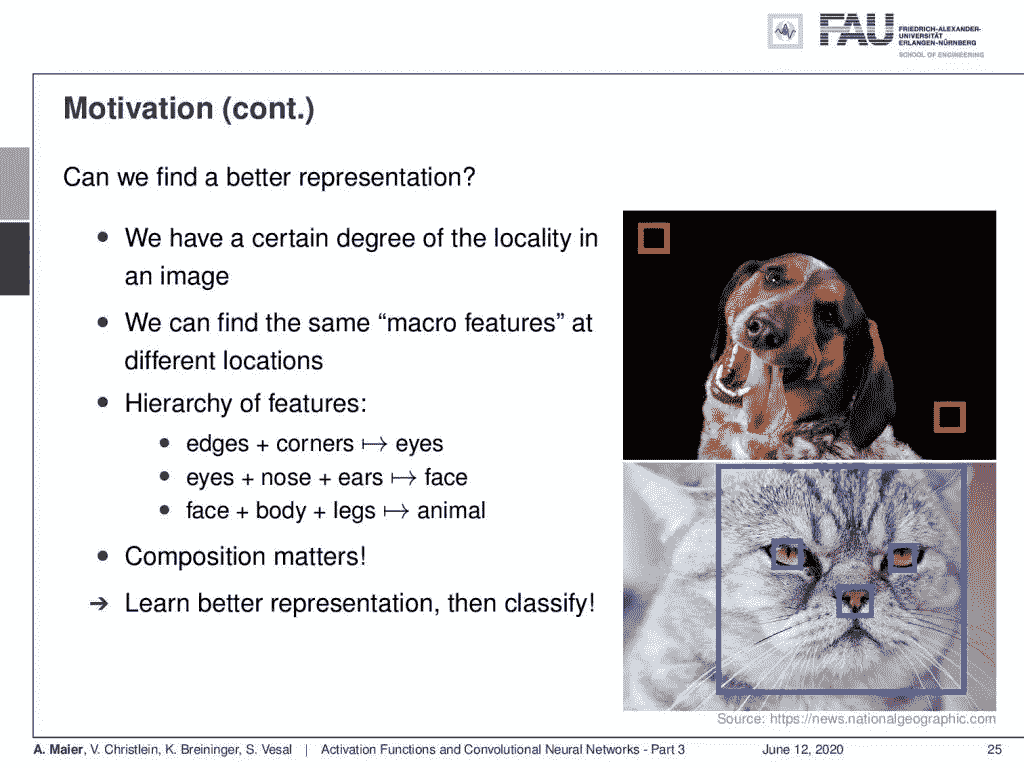 FAU
FRIEDRICH-ALEXANDER-
UNIVERSITÄT
ERLANGEN-NÜRNBERG
SCHOOL OF ENGINEERING
Motivation (cont.)
Can we find a better representation?
• We have a certain degree of the locality in
an image
• We can find the same “macro features” at
different locations
• Hierarchy of features:
• edges + corners ↦ eyes
• eyes + nose + ears ↦ face
• face + body + legs ↦ animal
• Composition matters!
➔ Learn better representation, then classify!
Source: https://news.nationalgeographic.com
A. Maier, V. Christlein, K. Breininger, S. Vesal | Activation Functions and Convolutional Neural Networks - Part 3 June 12, 2020 25